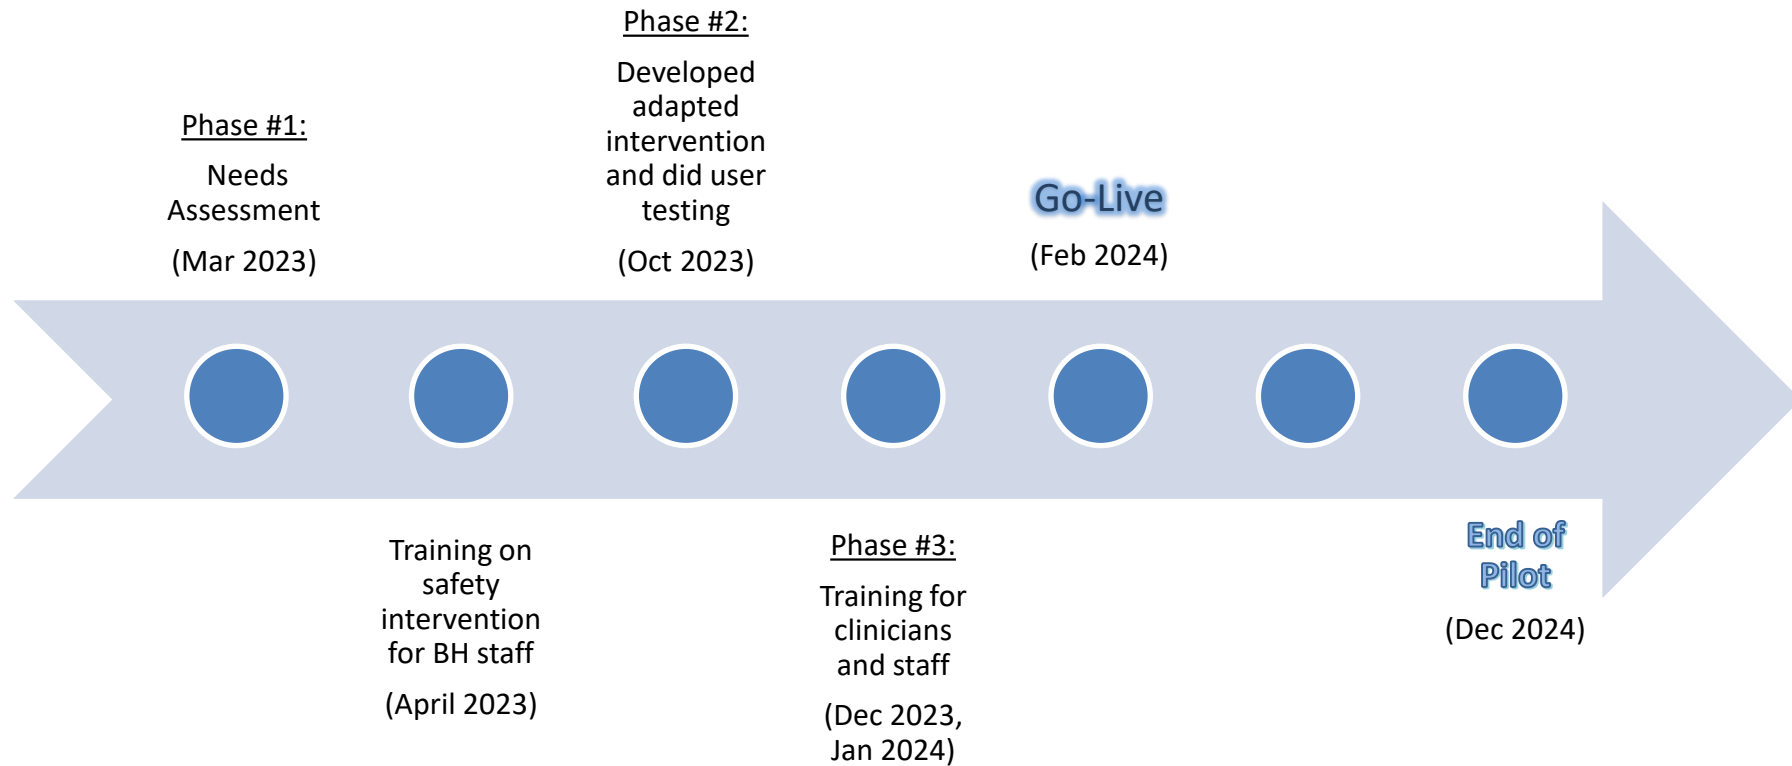 Phase #1:
Needs
Assessment
(Mar 2023)
Training on
safety
intervention
for BH staff
(April 2023)
Phase #2:
Developed
adapted
intervention
and did user
testing
(Oct 2023)
Phase #3:
Training for
clinicians
and staff
(Dec 2023,
Jan 2024)
Go-Live
(Feb 2024)
End of
Pilot
(Dec 2024)